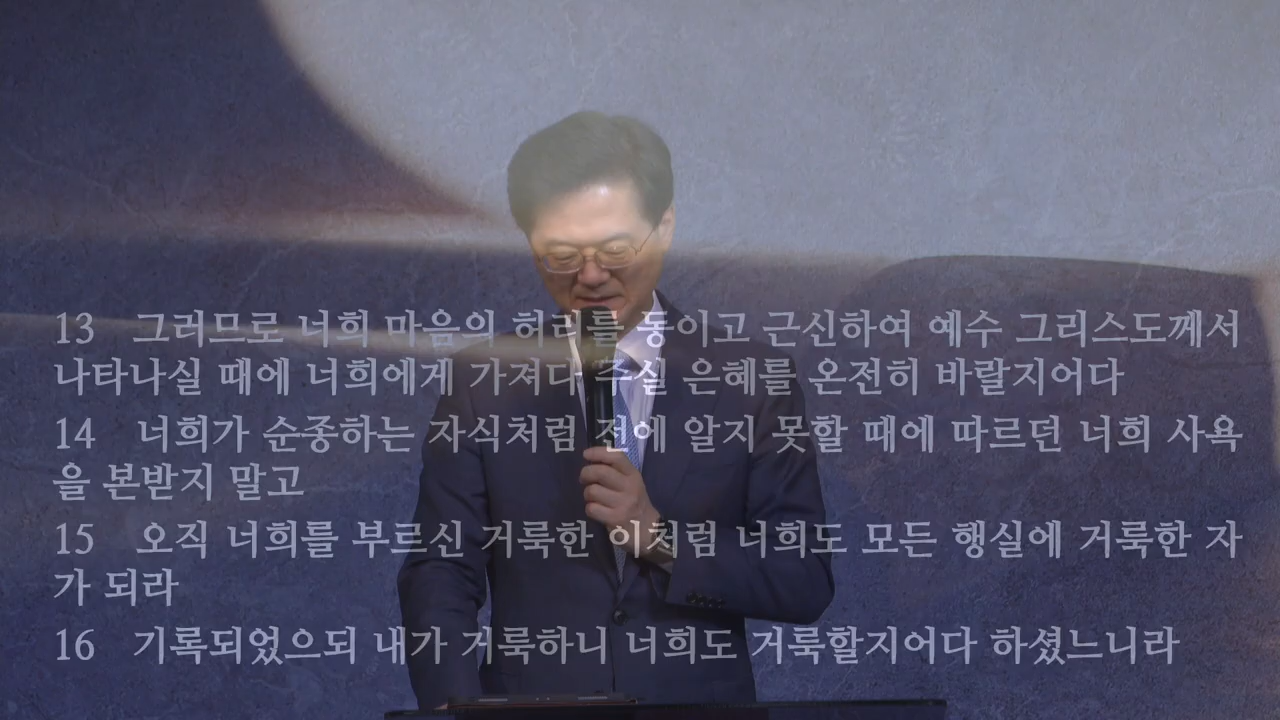 13 그러므로 너희 마음의 허리를 동이고 근신하여 예수 그리스도께서
나타나실 때에 너희에게 가져다 주실 은혜를 온전히 바랄지어다
14 너희가 순종하는 자식처럼 전에 알지 못할 때에 따르던 너희 사욕
을 본받지 말고
15 오직 너희를 부르신 거룩한 이처럼 너희도 모든 행실에 거룩한 자
가 되라
16 기록되었으되 내가 거룩하니 너희도 거룩할지어다 하셨느니라